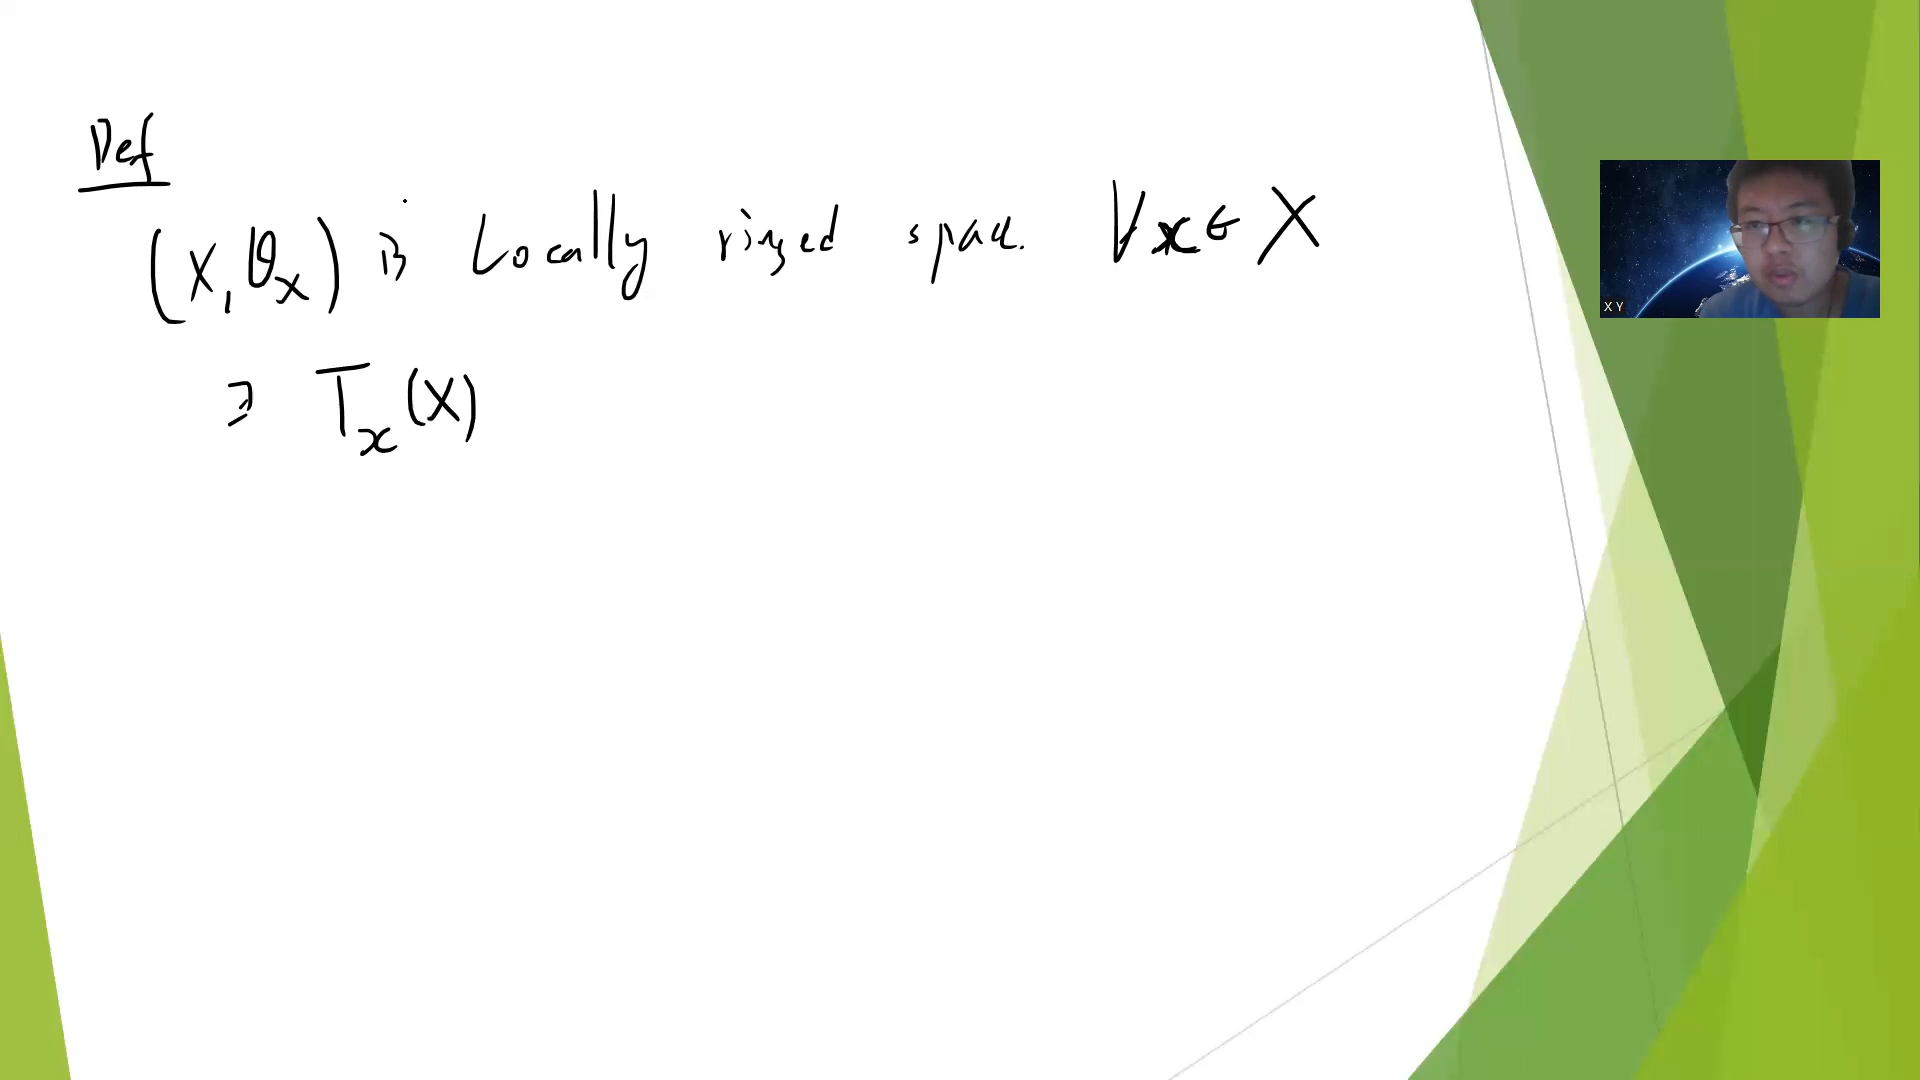 Def
(X, O_X) is Locally ringed space. ∀x ∈ X
∃ T_x(X)
X Y